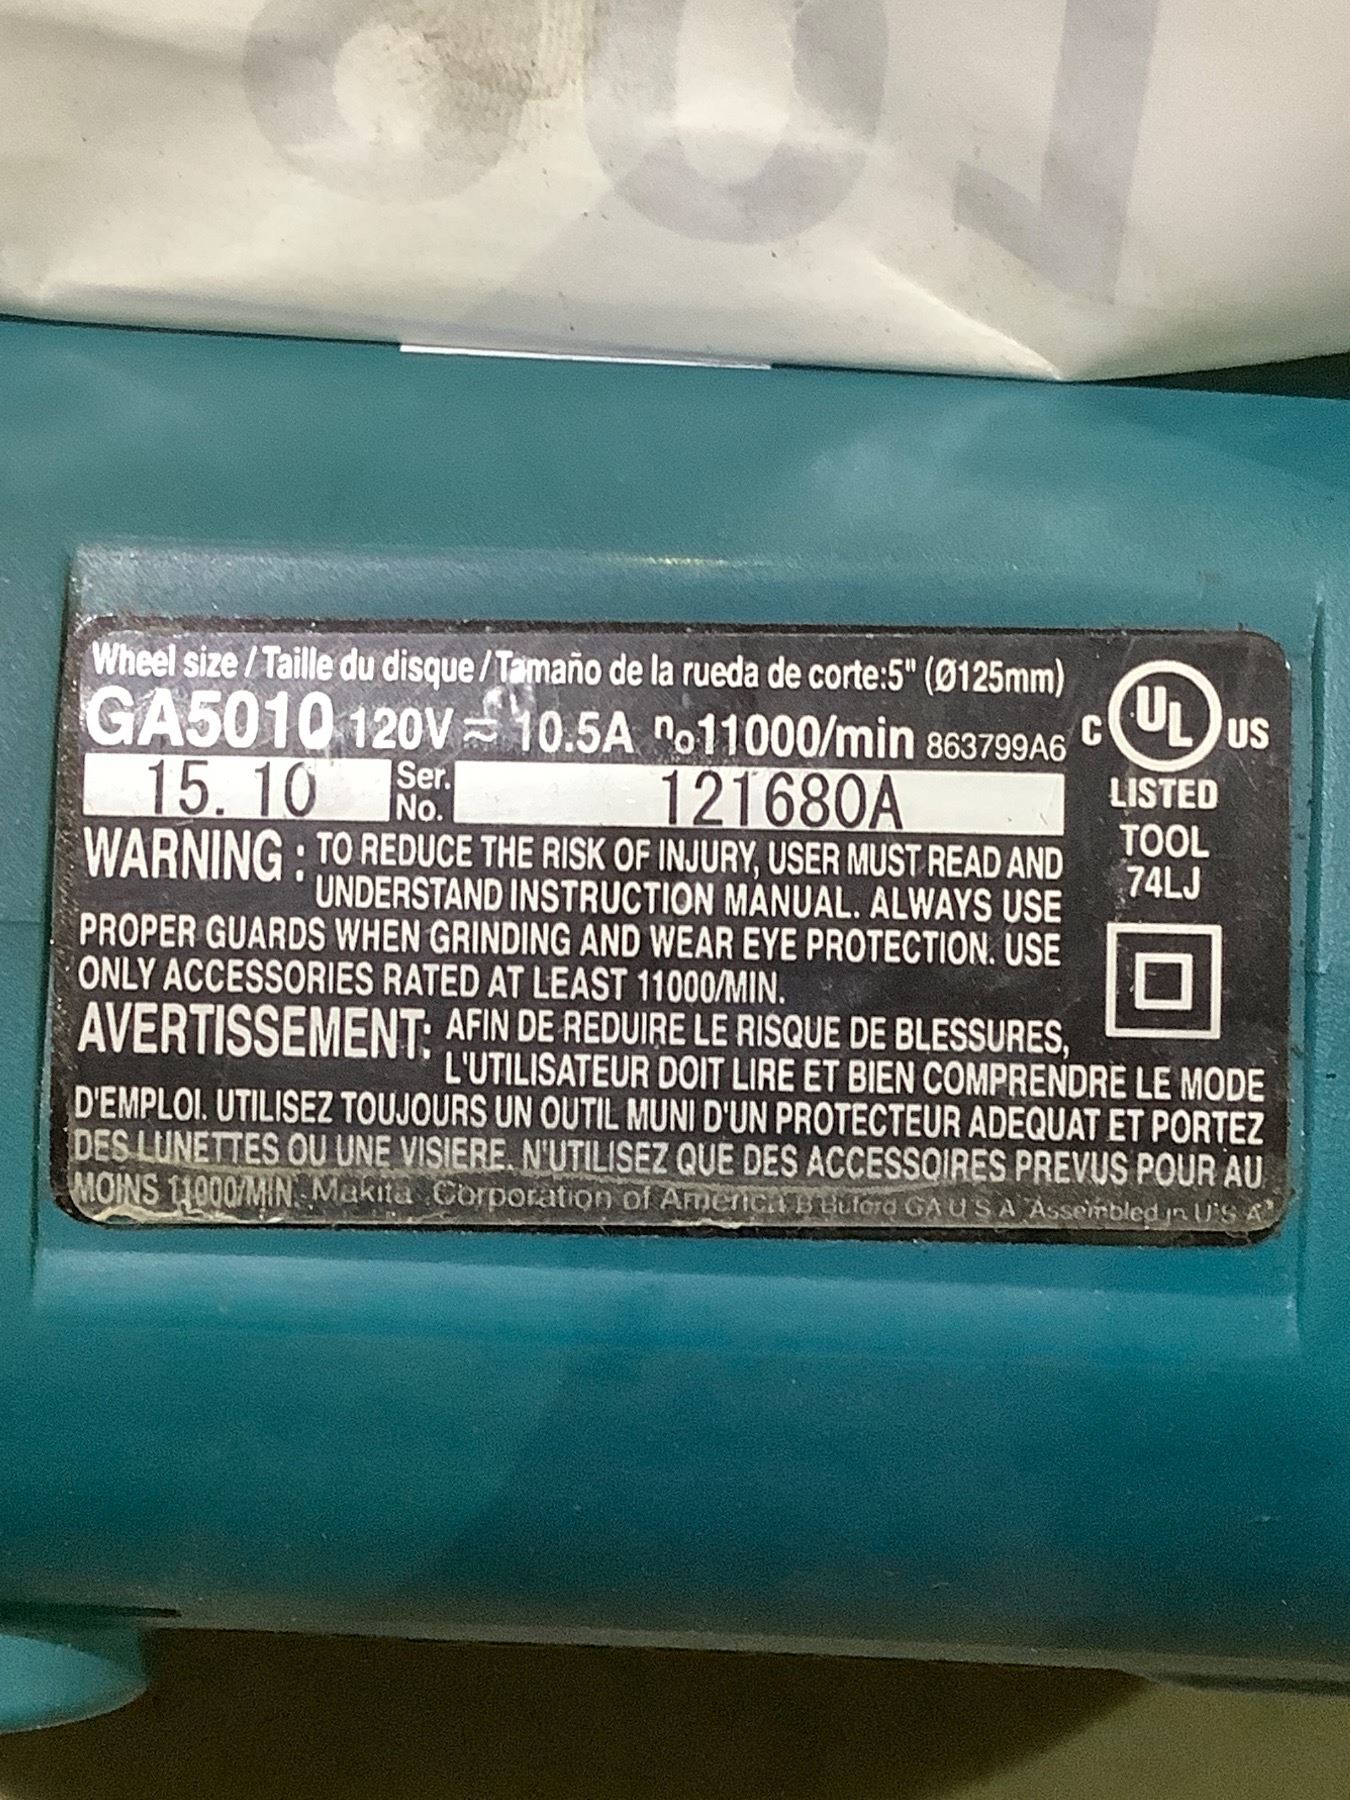 Wheel size / Taille du disque / Tamaño de la rueda de corte:5" (Ø125mm)
GA5010 120V ≂ 10.5A no11000/min 863799A6
15. 10 Ser. No. 121680A
C UL US
LISTED
TOOL
74LJ
WARNING : TO REDUCE THE RISK OF INJURY, USER MUST READ AND
UNDERSTAND INSTRUCTION MANUAL. ALWAYS USE
PROPER GUARDS WHEN GRINDING AND WEAR EYE PROTECTION. USE
ONLY ACCESSORIES RATED AT LEAST 11000/MIN.
AVERTISSEMENT: AFIN DE REDUIRE LE RISQUE DE BLESSURES,
L'UTILISATEUR DOIT LIRE ET BIEN COMPRENDRE LE MODE
D'EMPLOI. UTILISEZ TOUJOURS UN OUTIL MUNI D'UN PROTECTEUR ADEQUAT ET PORTEZ
DES LUNETTES OU UNE VISIERE. N'UTILISEZ QUE DES ACCESSOIRES PREVUS POUR AU
MOINS 11000/MIN. Makita Corporation of America Buford GA U S A Assembled in U.S.A.